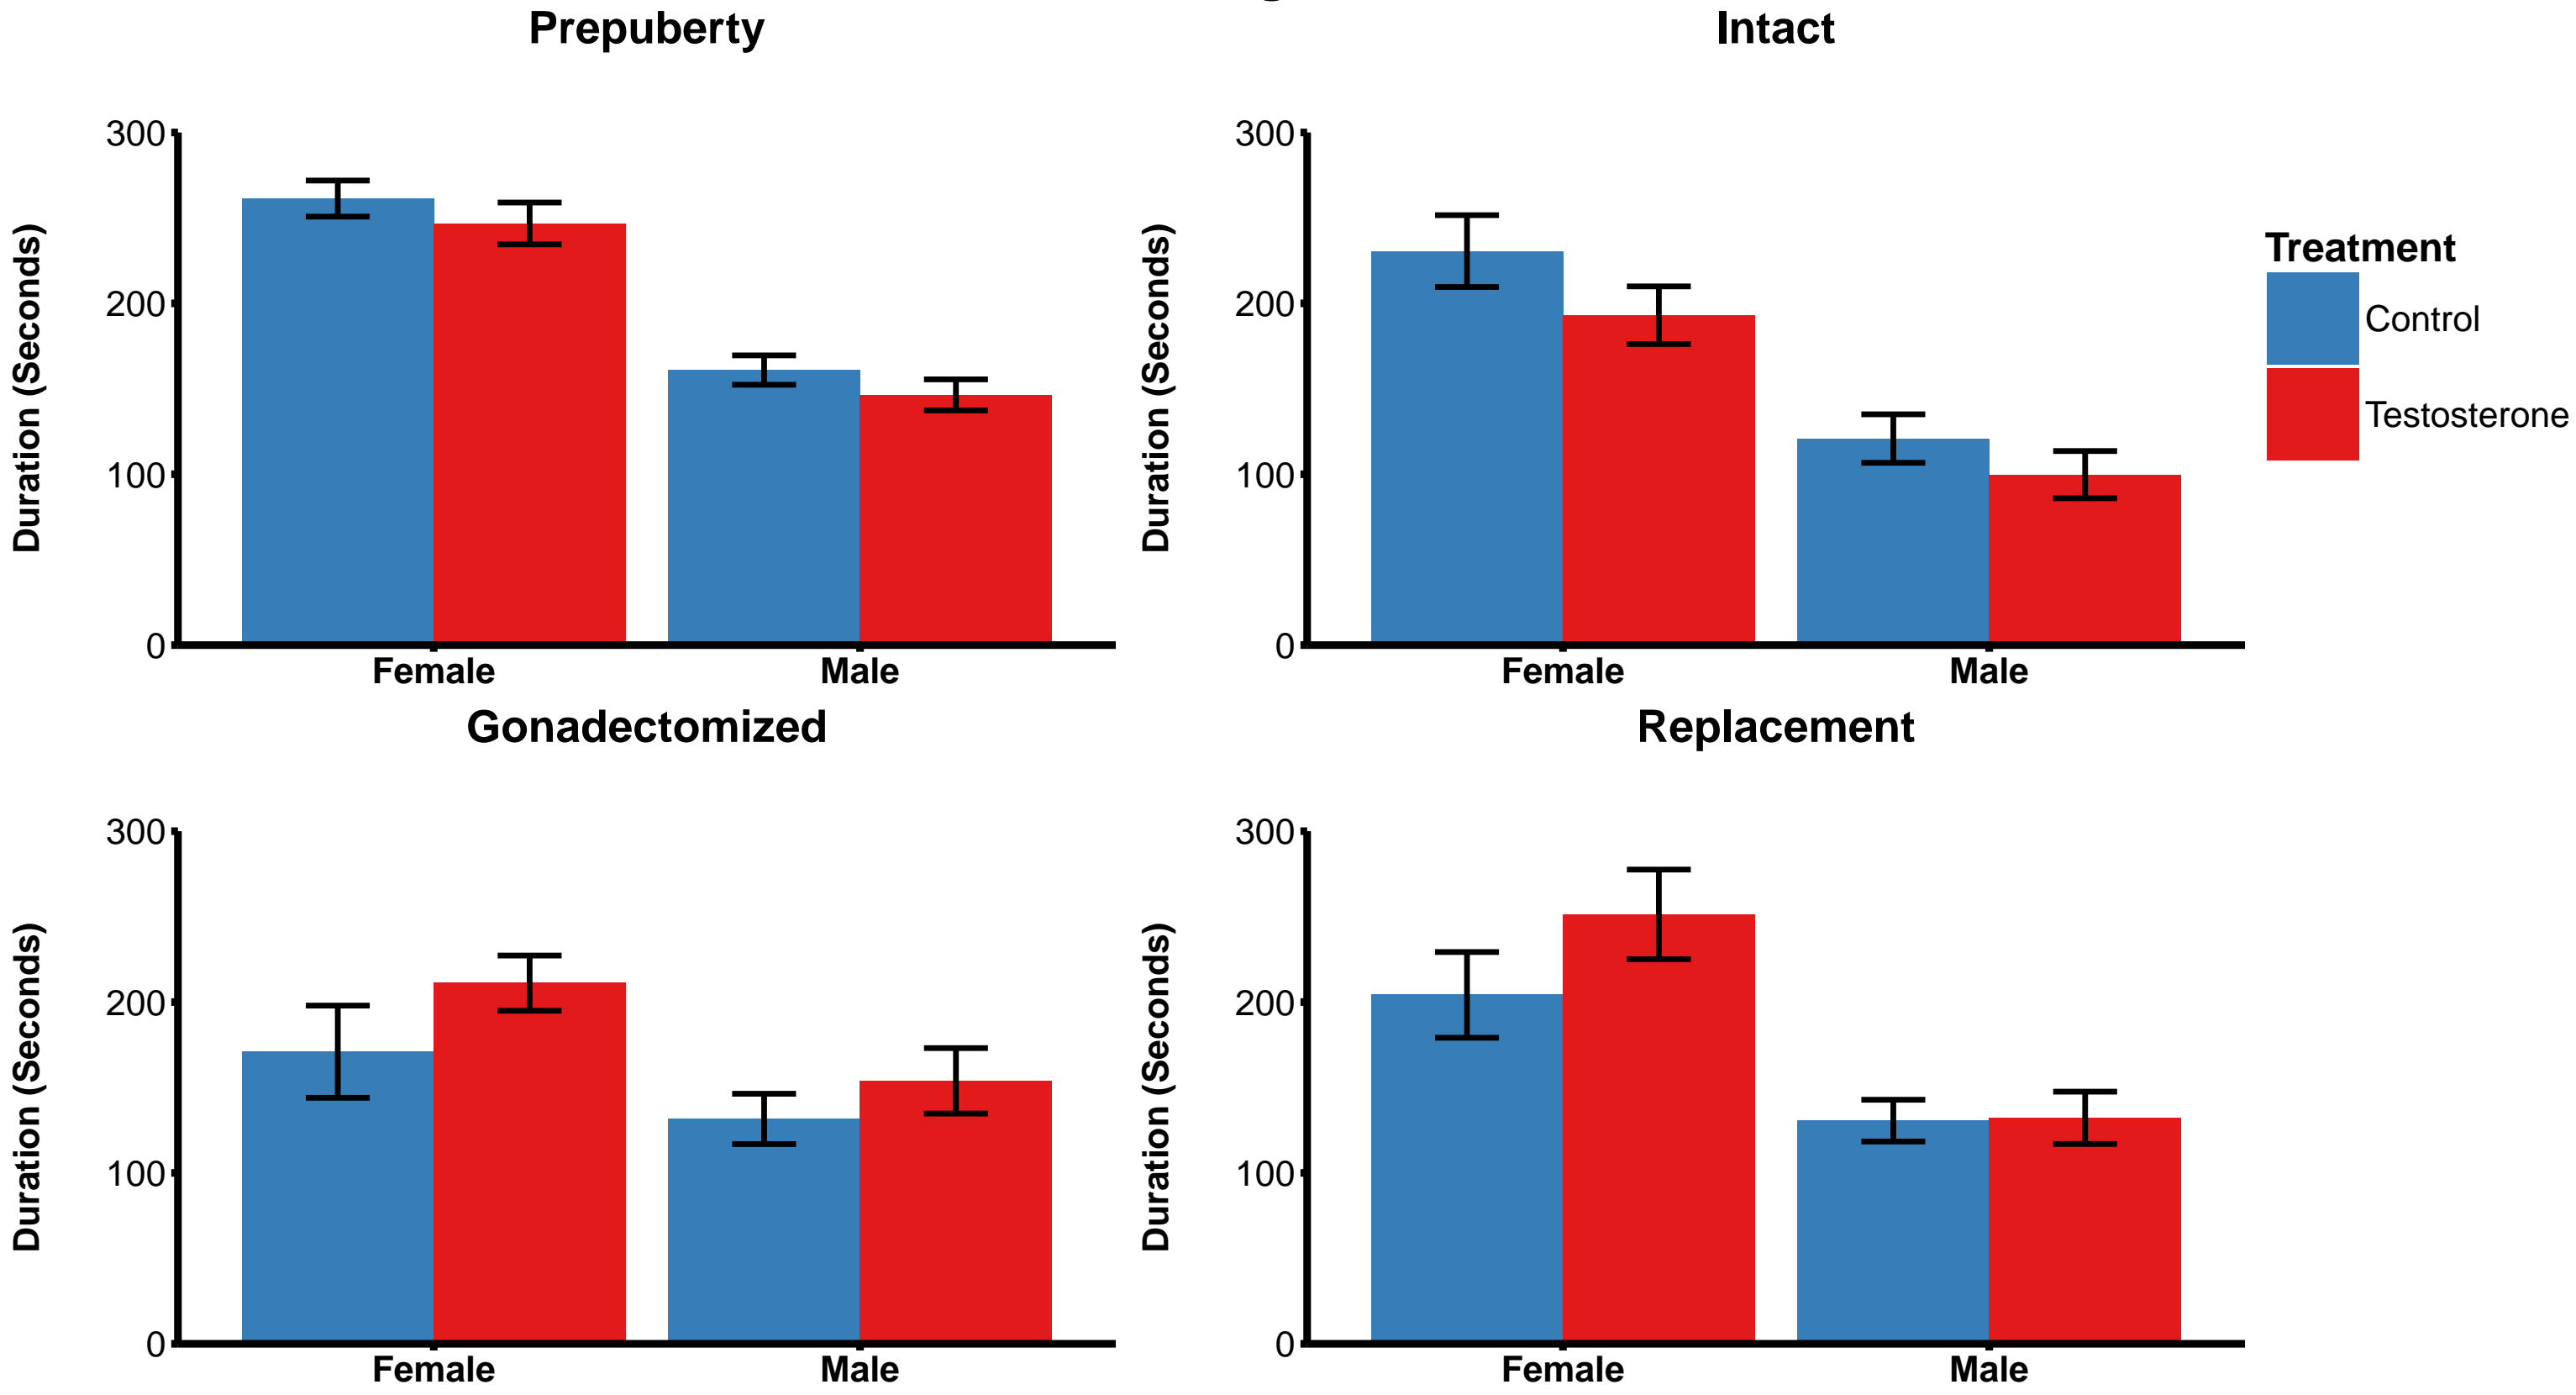 Prepuberty
Intact
300
200
100
0
Duration (Seconds)
Female
Male
300
200
100
0
Duration (Seconds)
Female
Male
Treatment
Control
Testosterone
Gonadectomized
Replacement
300
200
100
0
Duration (Seconds)
Female
Male
300
200
100
0
Duration (Seconds)
Female
Male